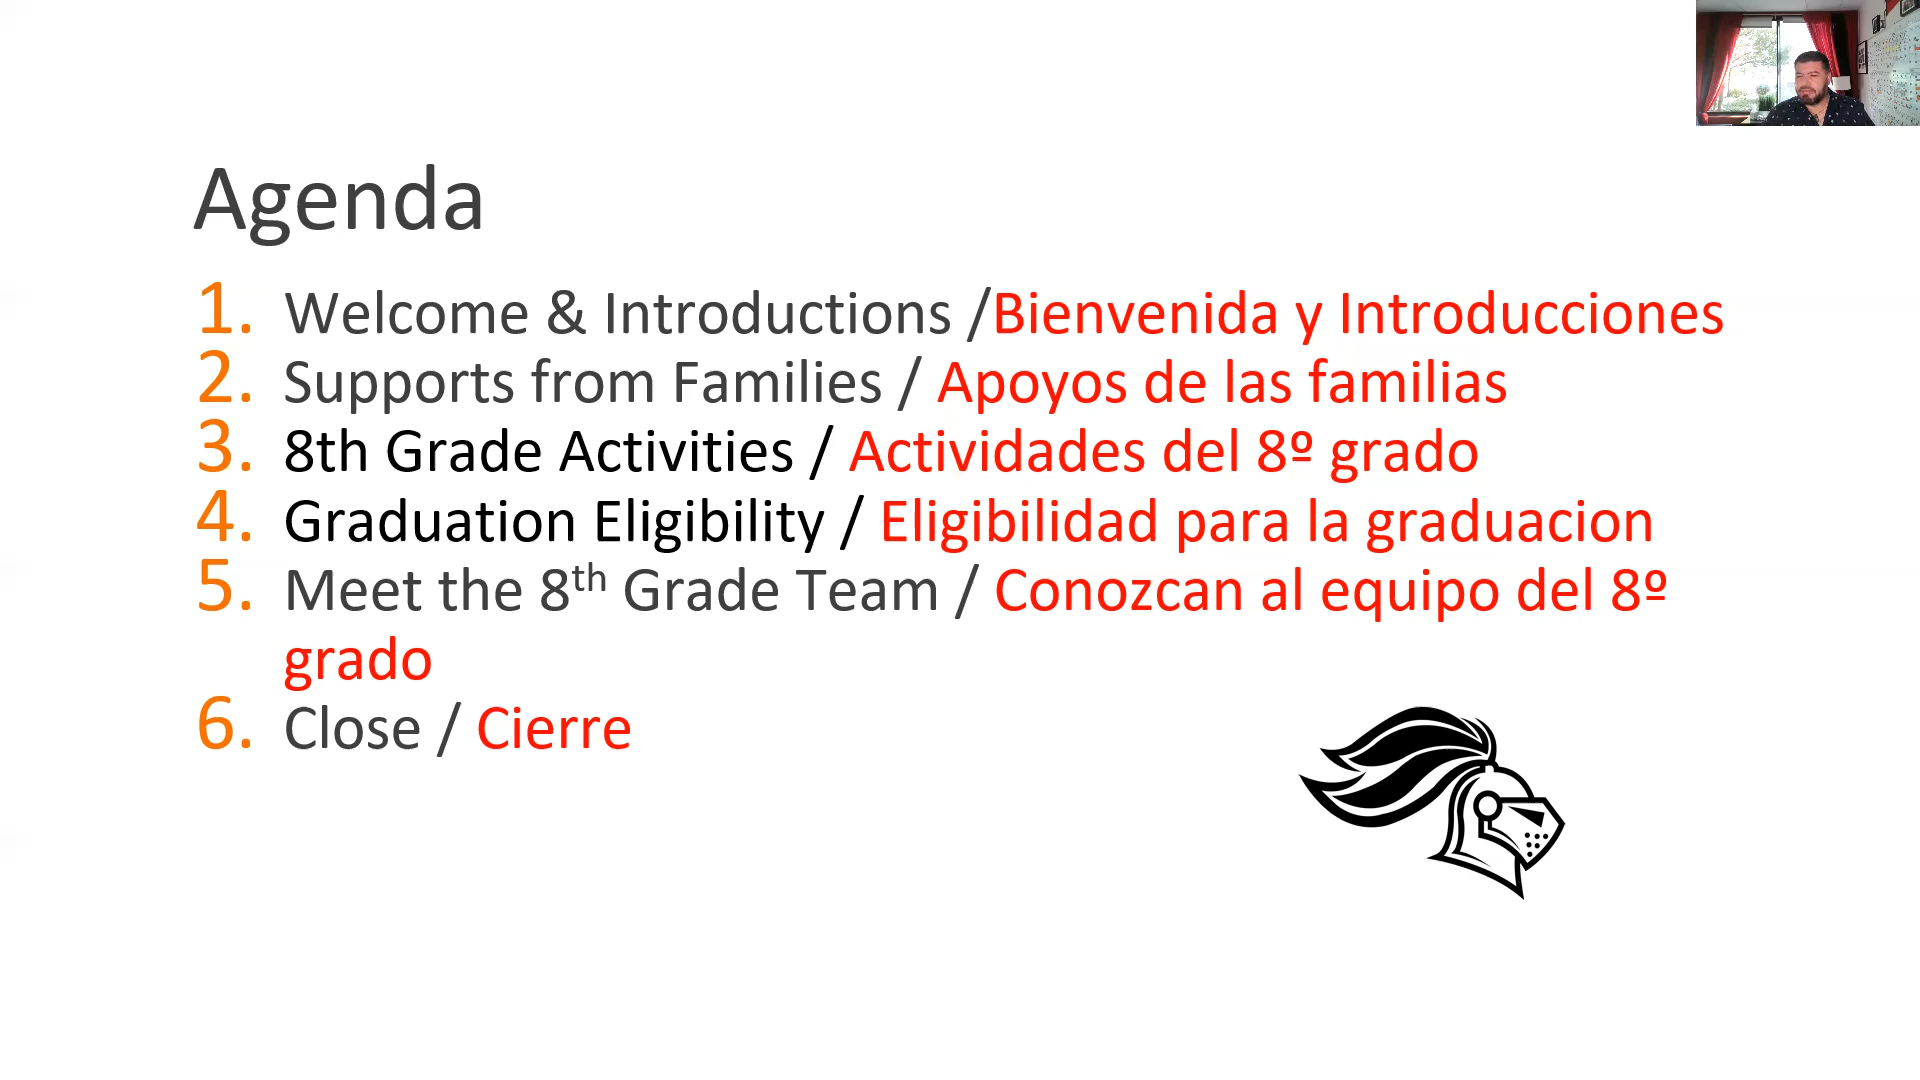 Agenda
1. Welcome & Introductions /Bienvenida y Introducciones
2. Supports from Families / Apoyos de las familias
3. 8th Grade Activities / Actividades del 8º grado
4. Graduation Eligibility / Eligibilidad para la graduacion
5. Meet the 8th Grade Team / Conozcan al equipo del 8º
grado
6. Close / Cierre